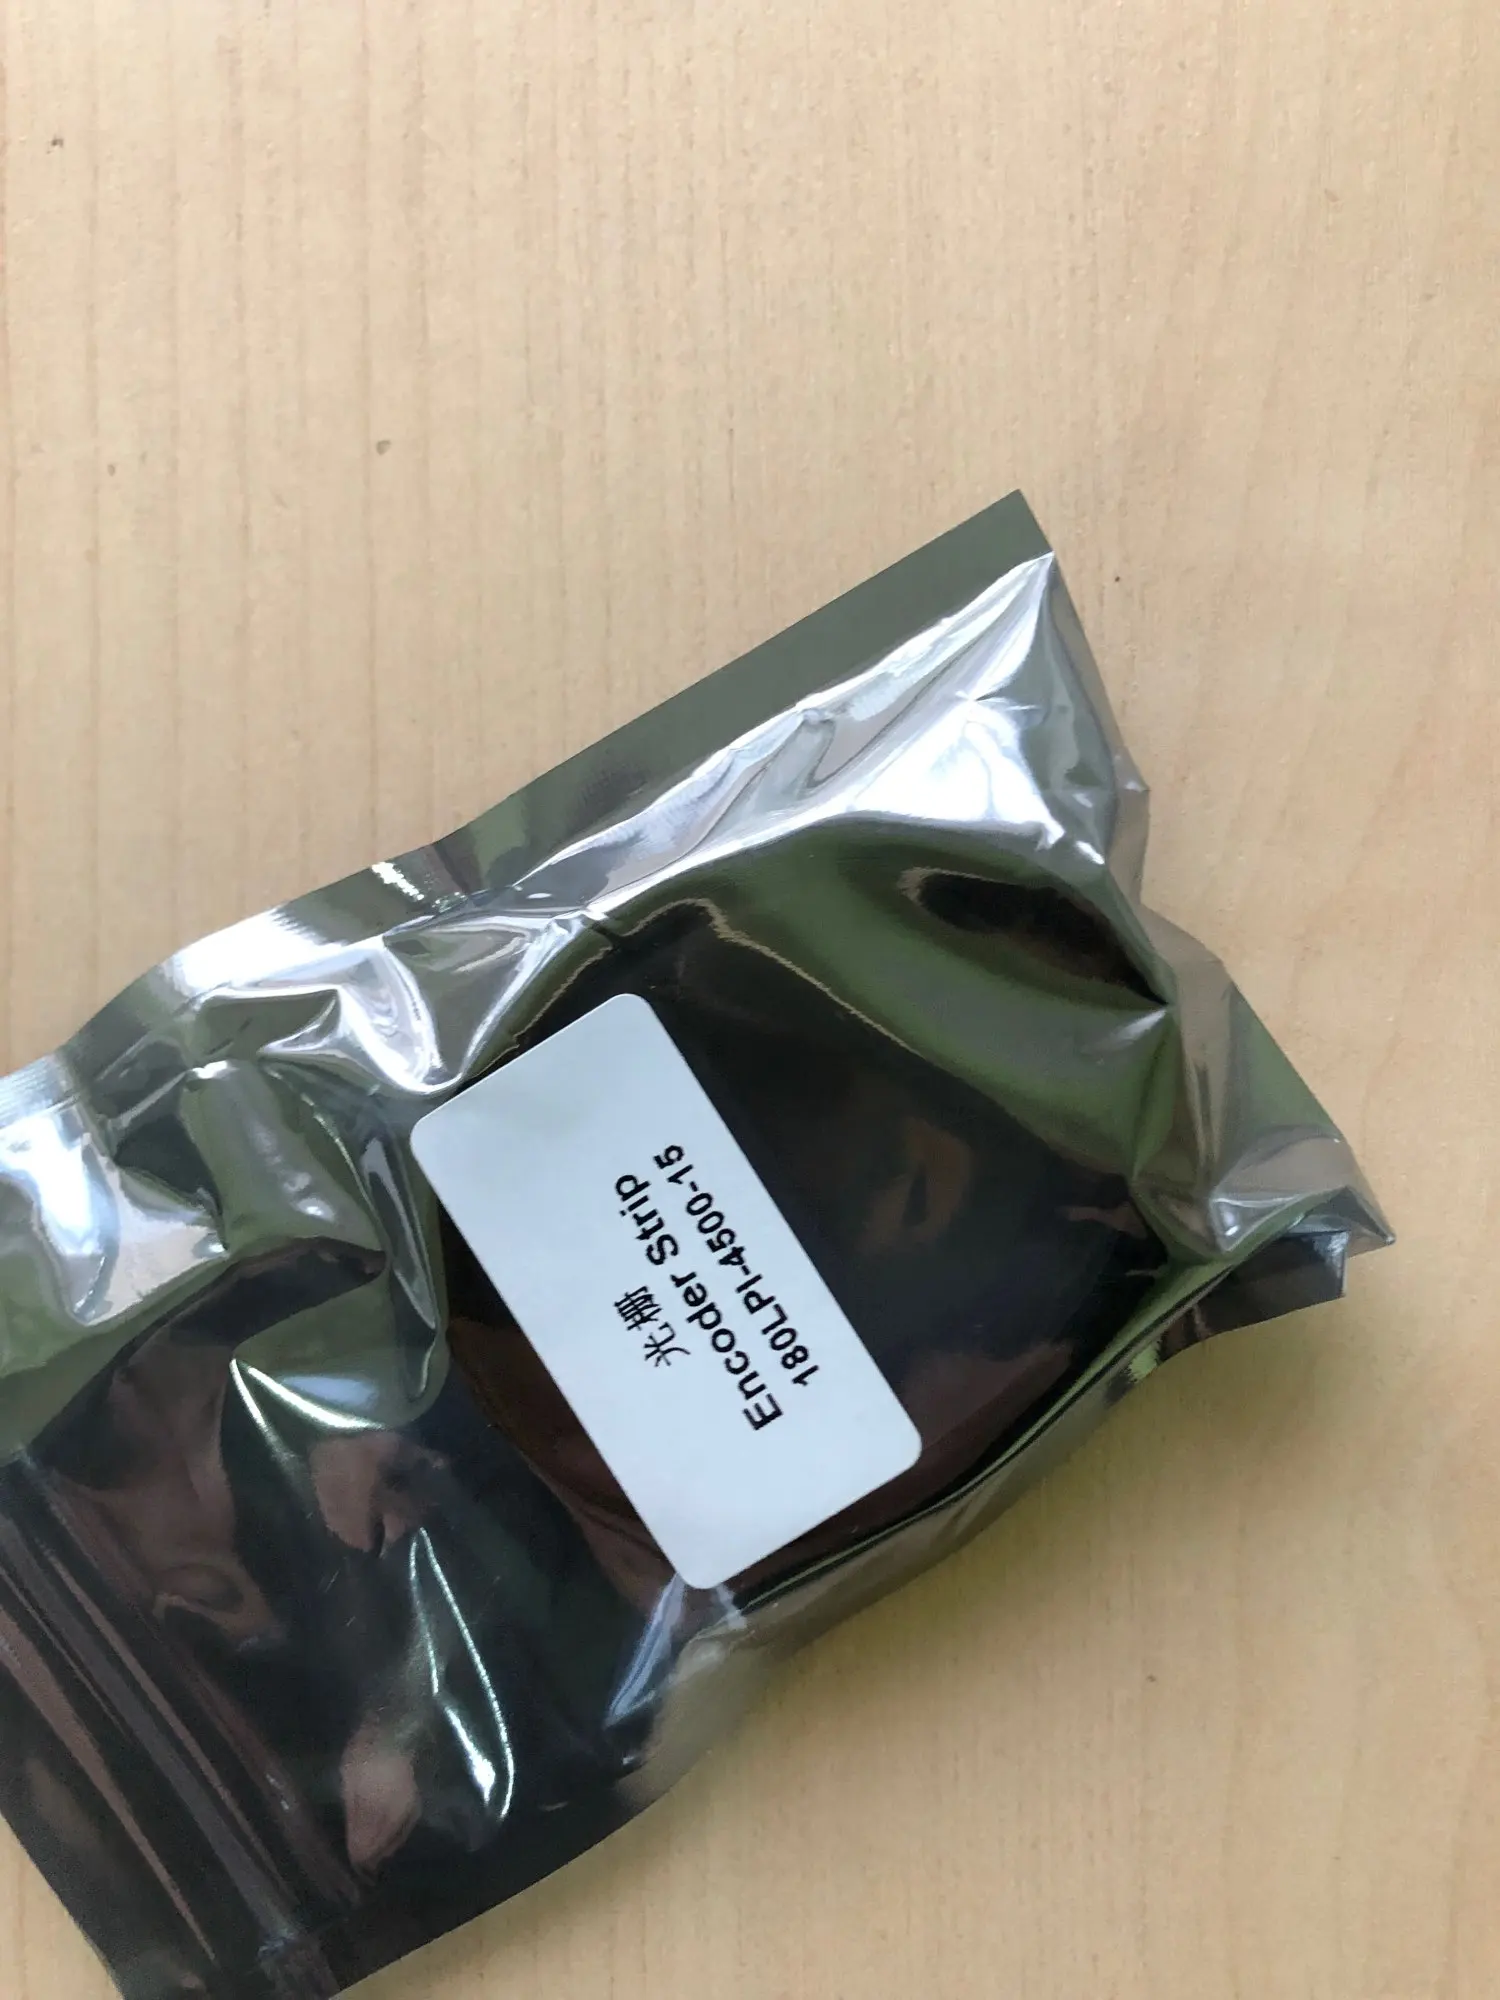 光栅
Encoder Strip
180LPI-4500-15